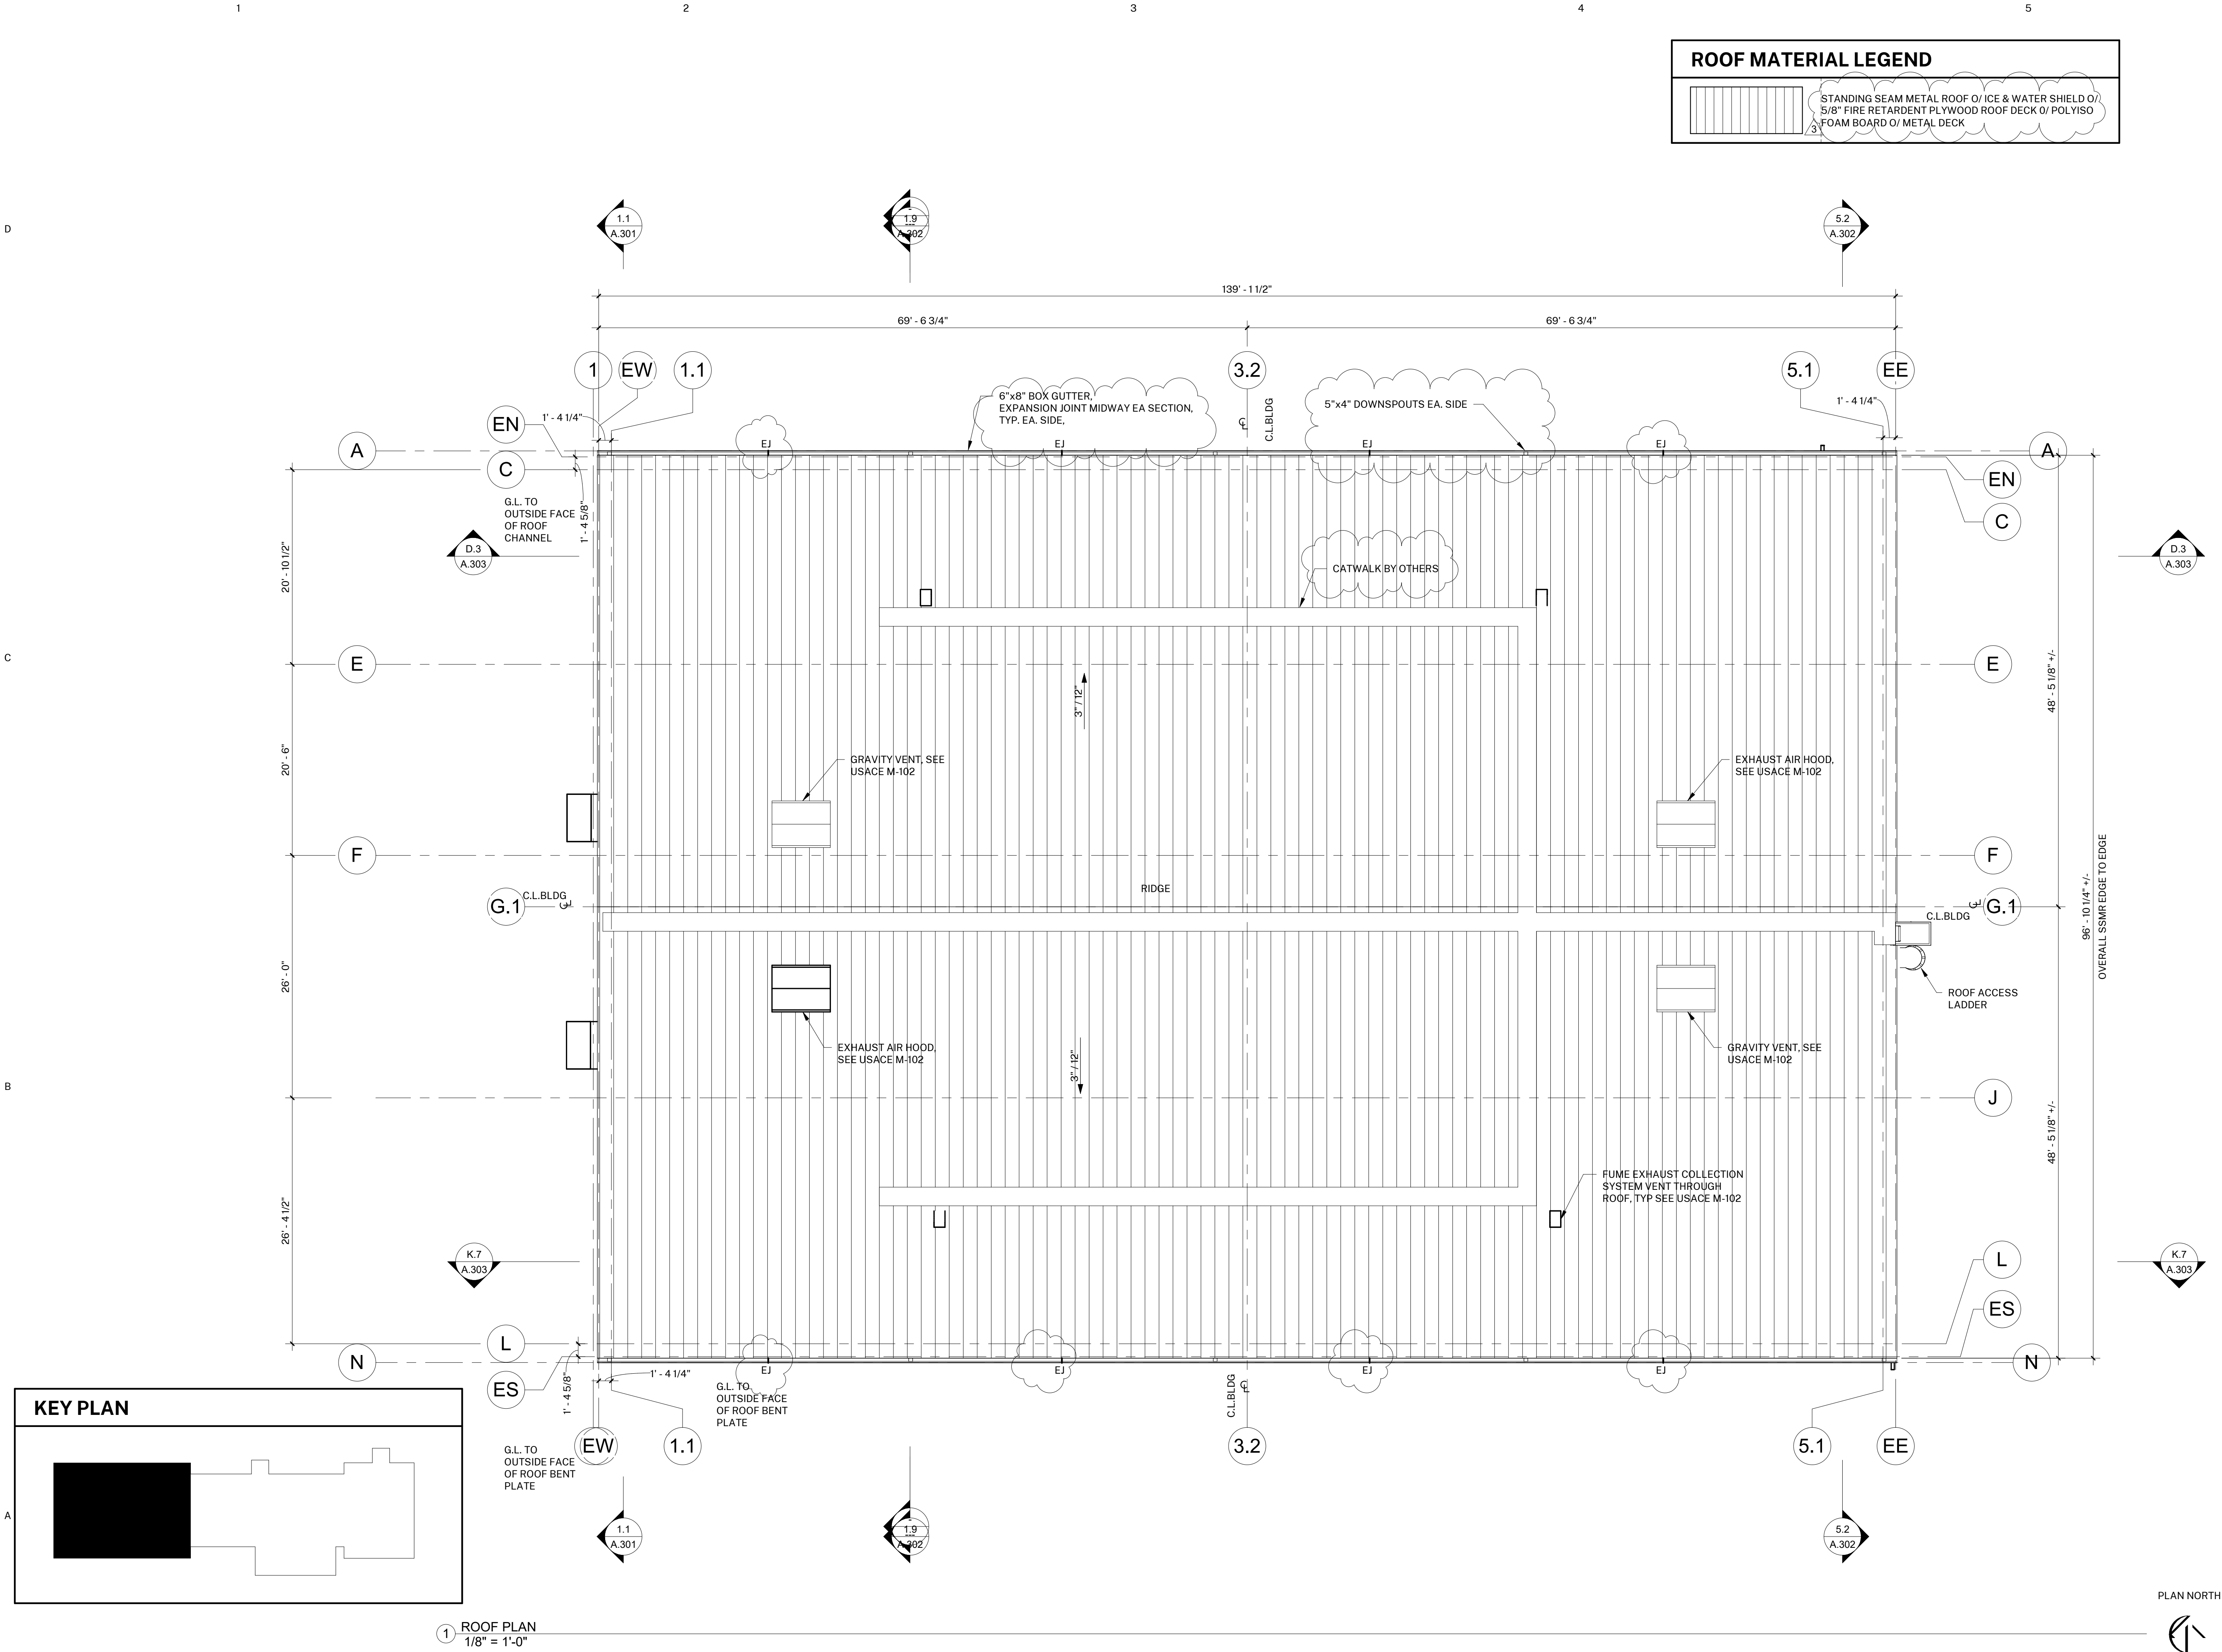 1 2 3 4 5
ROOF MATERIAL LEGEND
STANDING SEAM METAL ROOF O/ ICE & WATER SHIELD O/
5/8" FIRE RETARDENT PLYWOOD ROOF DECK 0/ POLYISO
FOAM BOARD O/ METAL DECK
3
D
1.1
A.301
1.9
A.302
5.2
A.302
139' - 1 1/2"
69' - 6 3/4"
69' - 6 3/4"
1
EW
1.1
3.2
5.1
EE
C.L.BLDG
6"x8" BOX GUTTER,
EXPANSION JOINT MIDWAY EA SECTION,
TYP. EA. SIDE,
5"x4" DOWNSPOUTS EA. SIDE
1' - 4 1/4"
1' - 4 1/4"
EN
A
C
EJ
EJ
EJ
EJ
A
EN
C
G.L. TO
OUTSIDE FACE
OF ROOF
CHANNEL
1' - 4 5/8"
D.3
A.303
D.3
A.303
20' - 10 1/2"
CATWALK BY OTHERS
C
E
E
48' - 5 1/8" +/-
3" / 12"
20' - 6"
GRAVITY VENT, SEE
USACE M-102
EXHAUST AIR HOOD,
SEE USACE M-102
F
F
RIDGE
C.L.BLDG
G.1
G.1
C.L.BLDG
96' - 10 1/4" +/-
OVERALL SSMR EDGE TO EDGE
26' - 0"
ROOF ACCESS
LADDER
EXHAUST AIR HOOD,
SEE USACE M-102
GRAVITY VENT, SEE
USACE M-102
3" / 12"
B
J
48' - 5 1/8" +/-
FUME EXHAUST COLLECTION
SYSTEM VENT THROUGH
ROOF, TYP SEE USACE M-102
26' - 4 1/2"
K.7
A.303
K.7
A.303
L
ES
L
N
N
ES
EJ
EJ
EJ
EJ
1' - 4 5/8"
1' - 4 1/4"
G.L. TO
OUTSIDE FACE
OF ROOF BENT
PLATE
C.L.BLDG
EW
1.1
3.2
5.1
EE
G.L. TO
OUTSIDE FACE
OF ROOF BENT
PLATE
KEY PLAN
A
1.1
A.301
1.9
A.302
5.2
A.302
PLAN NORTH
1
ROOF PLAN
1/8" = 1'-0"